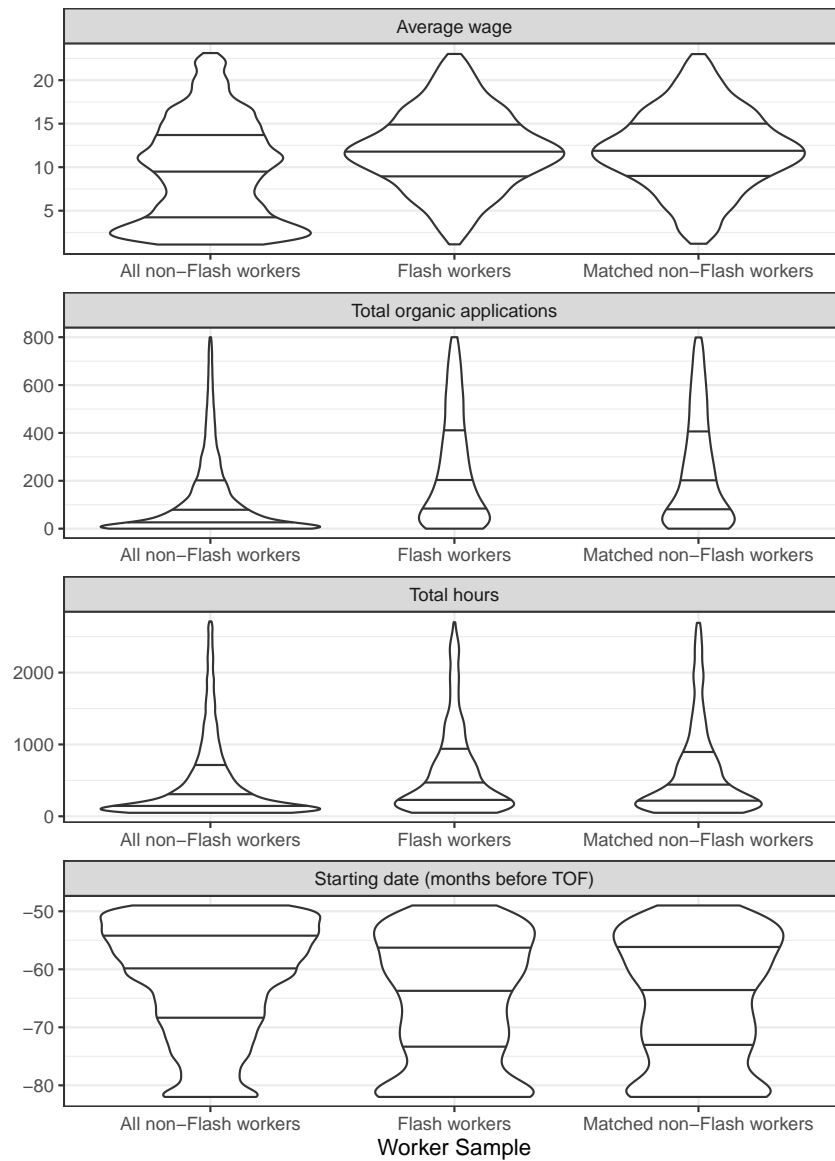 Average wage
20
15
10
5
All non−Flash workers Flash workers Matched non−Flash workers
Total organic applications
800
600
400
200
0
All non−Flash workers Flash workers Matched non−Flash workers
Total hours
2000
1000
0
All non−Flash workers Flash workers Matched non−Flash workers
Starting date (months before TOF)
−50
−60
−70
−80
All non−Flash workers Flash workers Matched non−Flash workers
Worker Sample